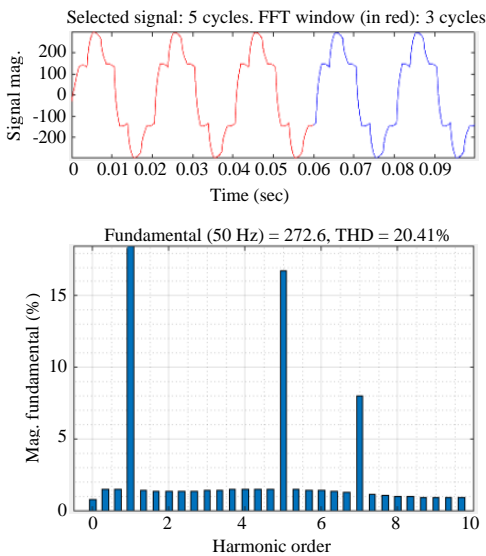 Selected signal: 5 cycles. FFT window (in red): 3 cycles
Signal mag.
200
100
0
-100
-200
0 0.01 0.02 0.03 0.04 0.05 0.06 0.07 0.08 0.09
Time (sec)
Fundamental (50 Hz) = 272.6, THD = 20.41%
Mag. fundamental (%)
15
10
5
0
0 2 4 6 8 10
Harmonic order